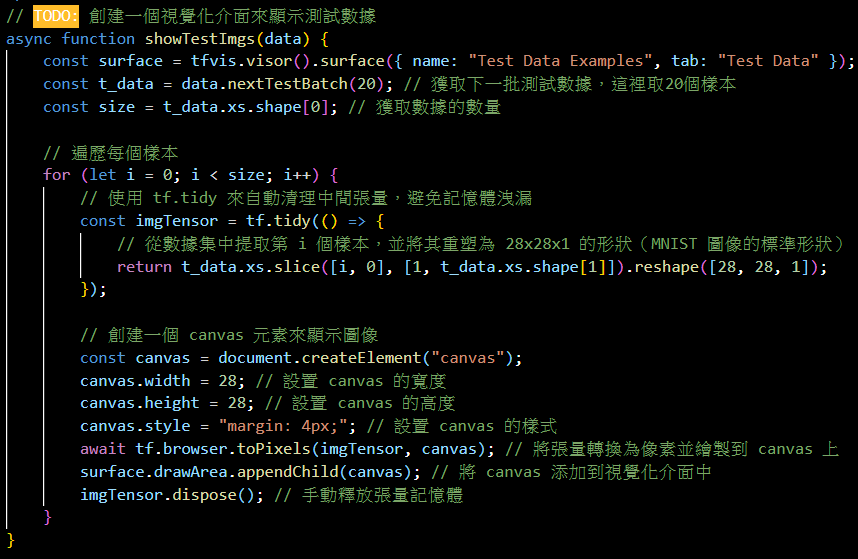 // TODO: 創建一個視覺化介面來顯示測試數據
async function showTestImgs(data) {
const surface = tfvis.visor().surface({ name: "Test Data Examples", tab: "Test Data" });
const t_data = data.nextTestBatch(20); // 獲取下一批測試數據，這裡取20個樣本
const size = t_data.xs.shape[0]; // 獲取數據的數量
// 遍歷每個樣本
for (let i = 0; i < size; i++) {
// 使用 tf.tidy 來自動清理中間張量，避免記憶體洩漏
const imgTensor = tf.tidy(() => {
// 從數據集中提取第 i 個樣本，並將其重塑為 28x28x1 的形狀（MNIST 圖像的標準形狀）
return t_data.xs.slice([i, 0], [1, t_data.xs.shape[1]]).reshape([28, 28, 1]);
});
// 創建一個 canvas 元素來顯示圖像
const canvas = document.createElement("canvas");
canvas.width = 28; // 設置 canvas 的寬度
canvas.height = 28; // 設置 canvas 的高度
canvas.style = "margin: 4px;"; // 設置 canvas 的樣式
await tf.browser.toPixels(imgTensor, canvas); // 將張量轉換為像素並繪製到 canvas 上
surface.drawArea.appendChild(canvas); // 將 canvas 添加到視覺化介面中
imgTensor.dispose(); // 手動釋放張量記憶體
}
}